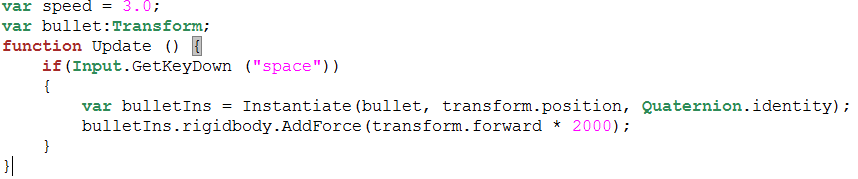 var speed = 3.0;
var bullet:Transform;
function Update () {
    if(Input.GetKeyDown ("space"))
    {
        var bulletIns = Instantiate(bullet, transform.position, Quaternion.identity);
        bulletIns.rigidbody.AddForce(transform.forward * 2000);
    }
}